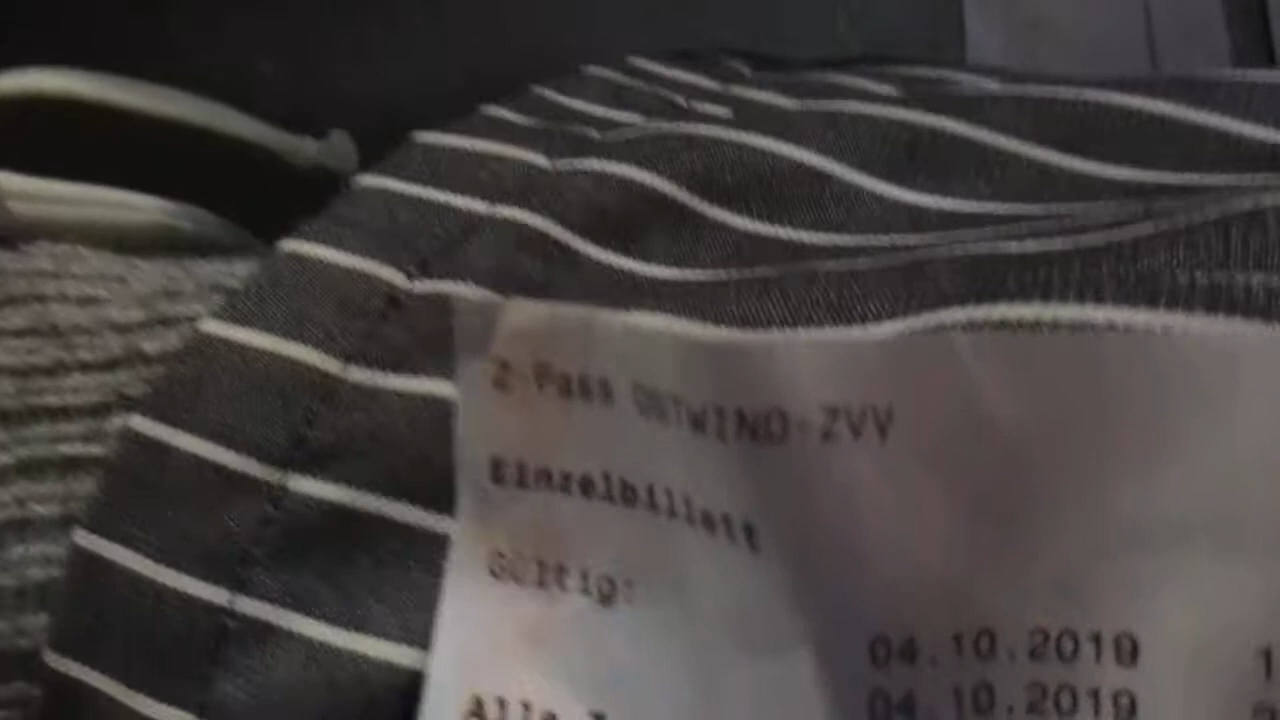 Z-Pass OSTWIND-ZVV
Einzelbillett
Gültig:
04.10.2019
04.10.2019